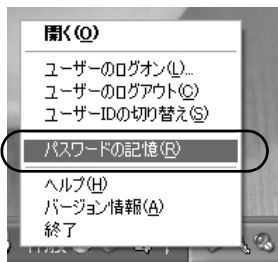 開く(O)
ユーザーのログオン(L)...
ユーザーのログアウト(C)
ユーザーIDの切り替え(S)
パスワードの記憶(R)
ヘルプ(H)
バージョン情報(A)
終了